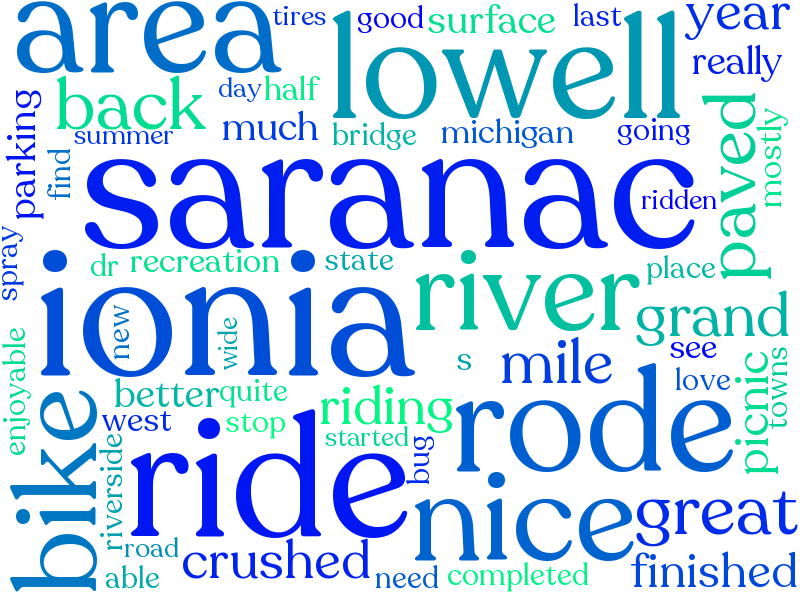 area
tires
good
surface
last
year
lowell
really
back
day
half
parking
summer
much
bridge
michigan
going
paved
mostly
find
saranac
ridden
spray
dr
recreation
state
river
place
ionia
new
wide
grand
enjoyable
s
mile
see
love
towns
better
quite
picnic
bike
west
stop
riding
rode
started
bug
riverside
ride
nice
great
road
crushed
able
need
completed
finished